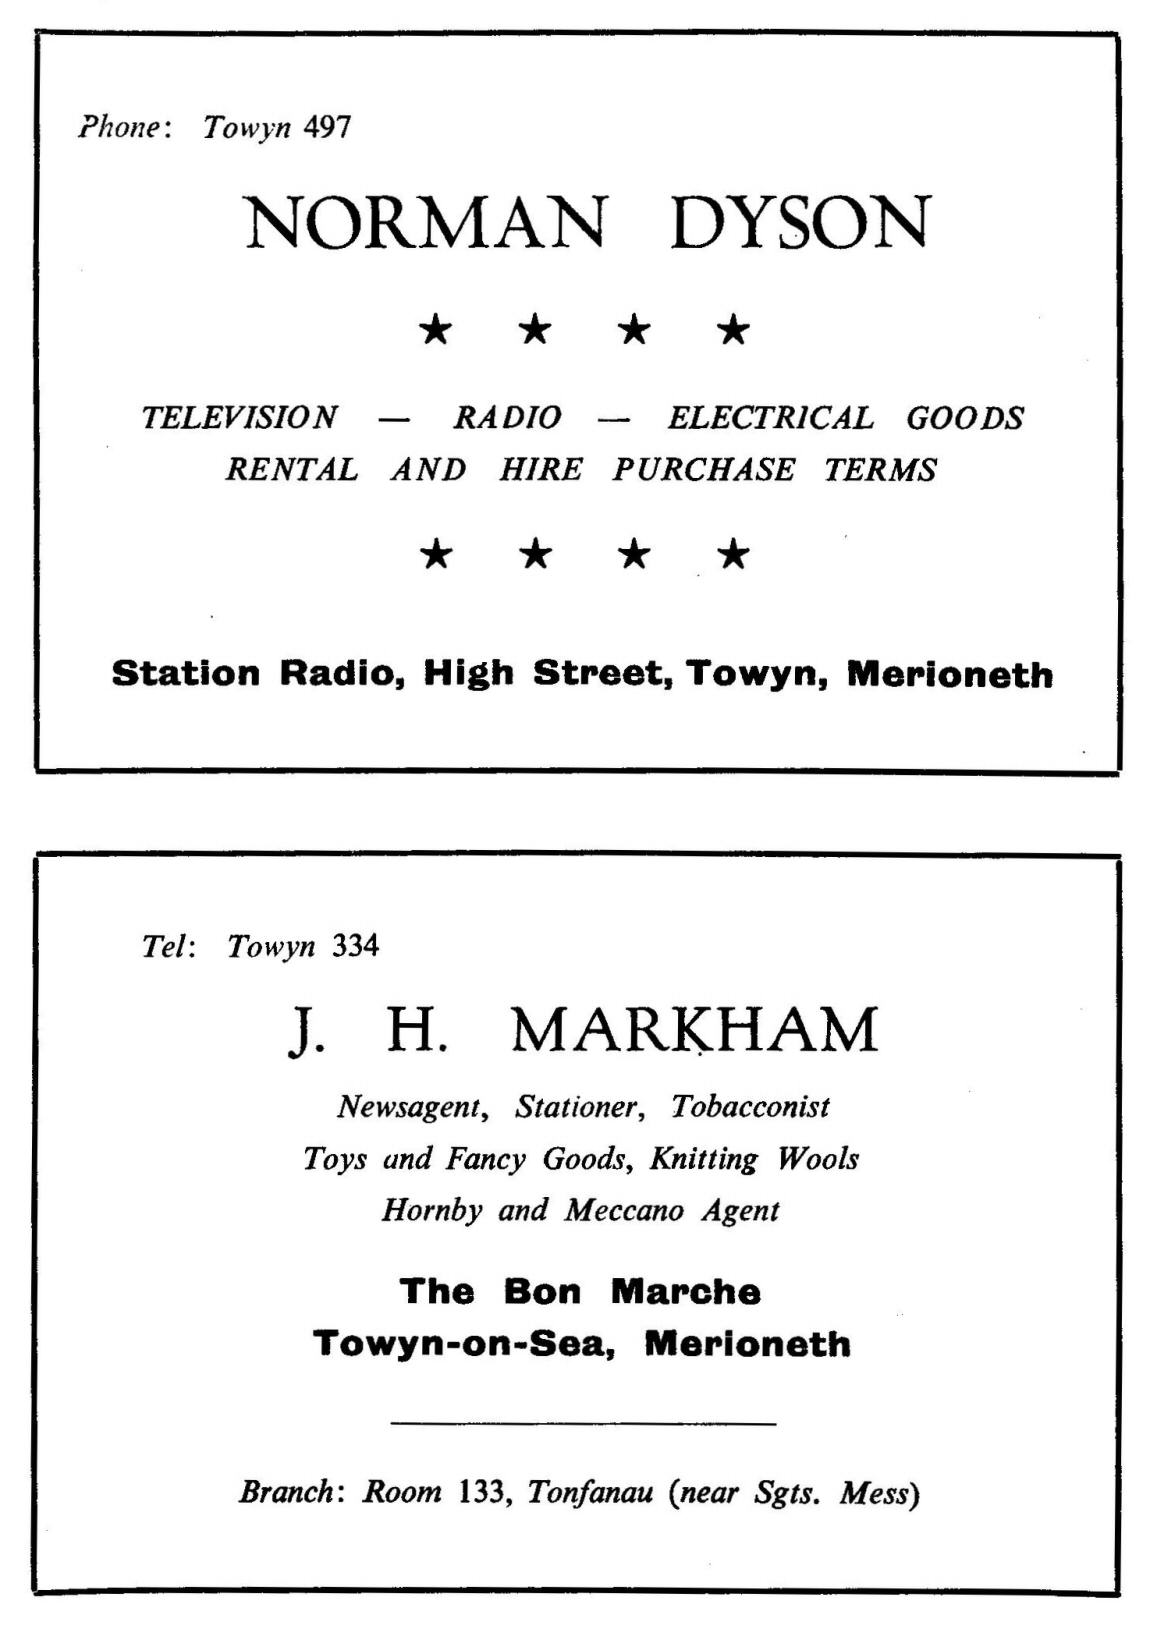 Phone: Towyn 497
NORMAN DYSON
★ ★ ★ ★
TELEVISION — RADIO — ELECTRICAL GOODS
RENTAL AND HIRE PURCHASE TERMS
★ ★ ★ ★
Station Radio, High Street, Towyn, Merioneth
Tel: Towyn 334
J. H. MARKHAM
Newsagent, Stationer, Tobacconist
Toys and Fancy Goods, Knitting Wools
Hornby and Meccano Agent
The Bon Marche
Towyn-on-Sea, Merioneth
Branch: Room 133, Tonfanau (near Sgts. Mess)